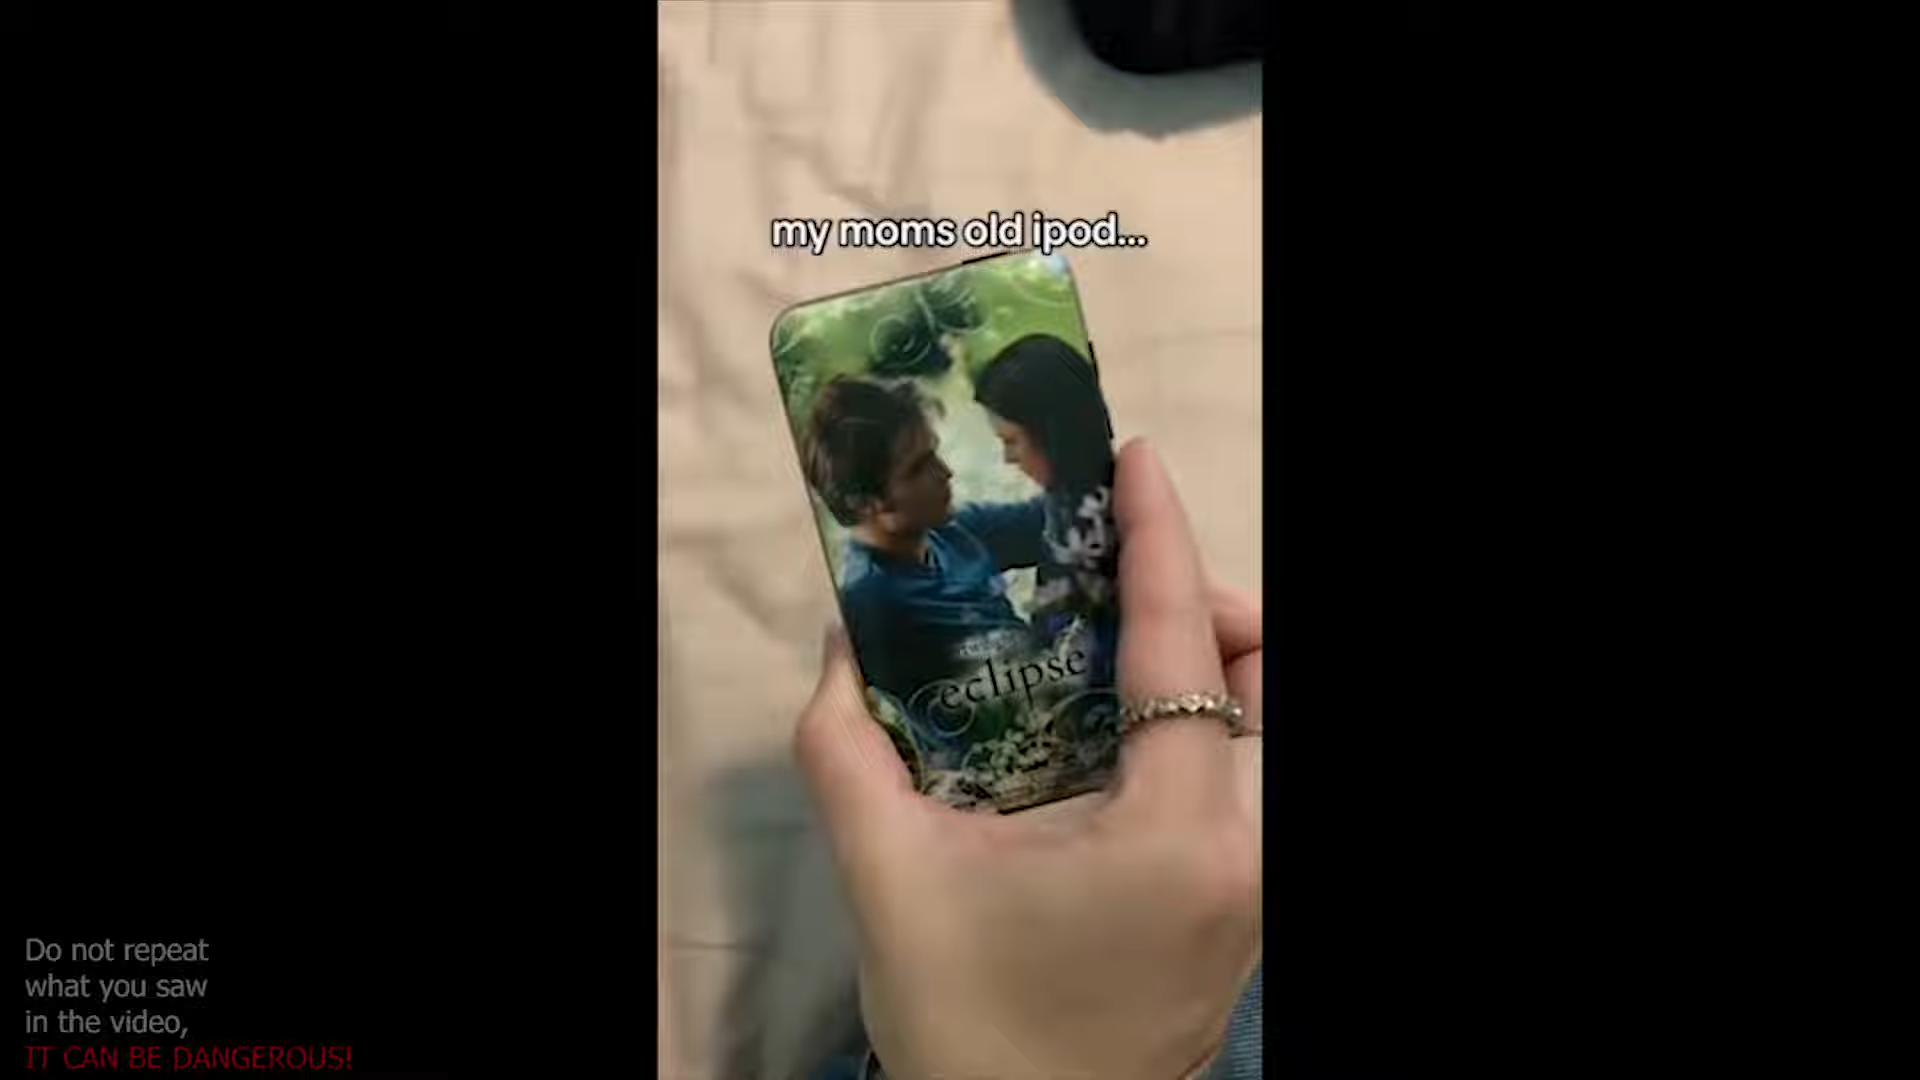 my moms old ipod...
eclipse
Do not repeat
what you saw
in the video,
IT CAN BE DANGEROUS!